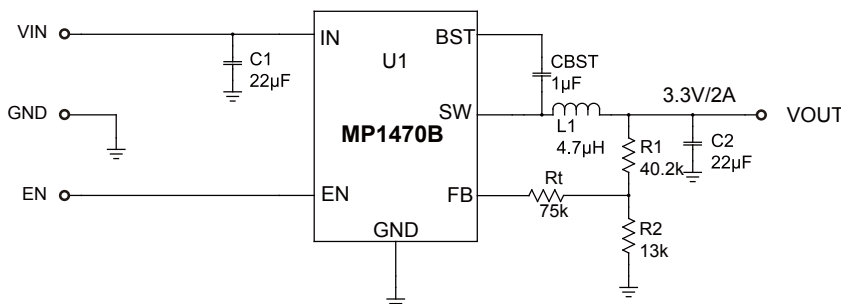 VIN
C1
22μF
IN
U1
BST
CBST
1μF
GND
SW
3.3V/2A
VOUT
L1
4.7μH
MP1470B
R1
40.2k
C2
22μF
EN
EN
FB
Rt
75k
GND
R2
13k